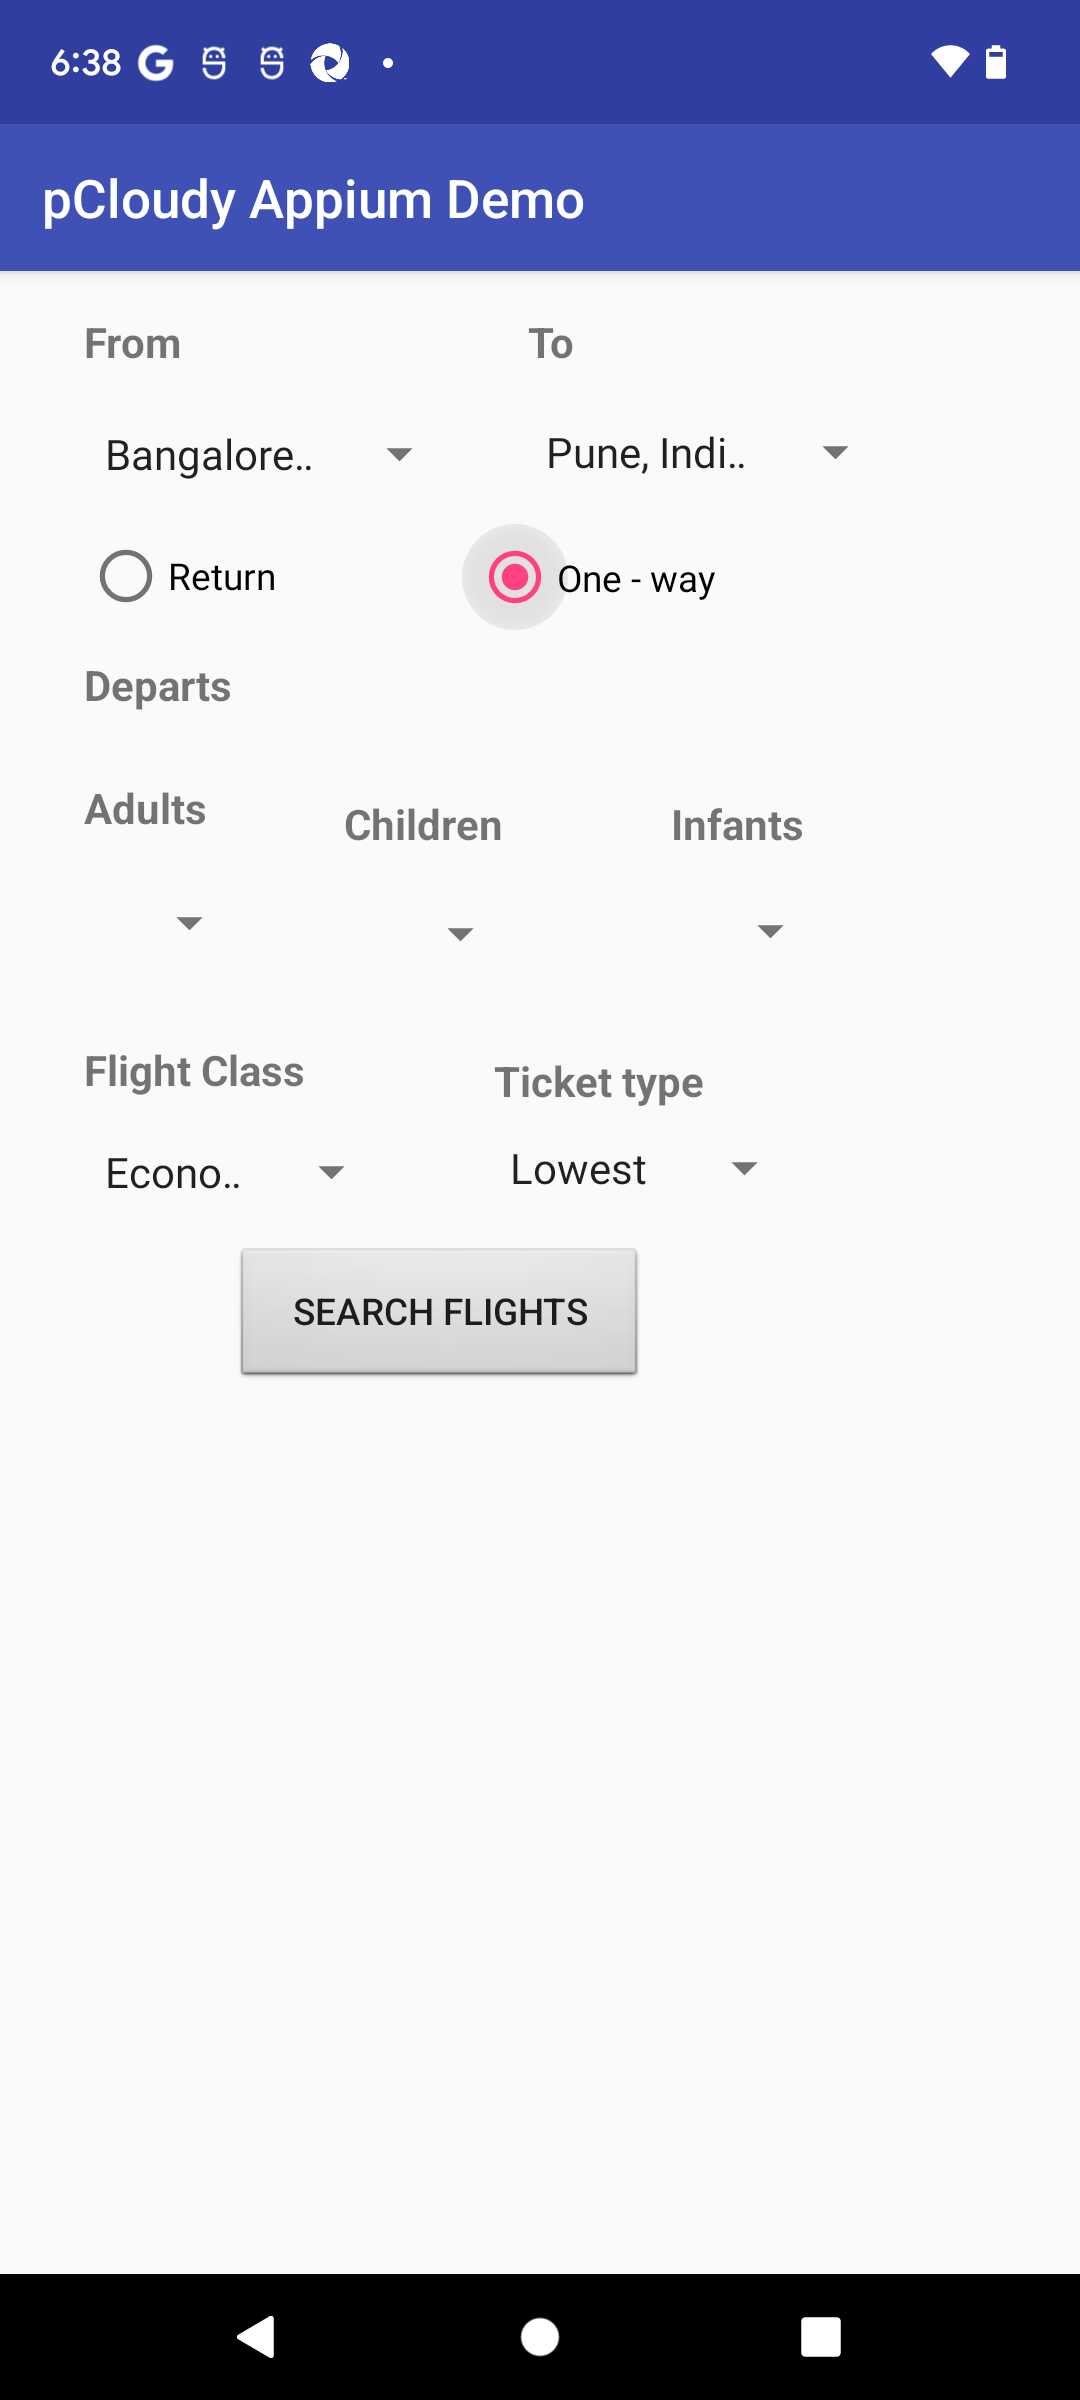 6:38
pCloudy Appium Demo
From To
Bangalore.. Pune, Indi..
Return One - way
Departs
Adults Children Infants
Flight Class Ticket type
Econo.. Lowest
SEARCH FLIGHTS